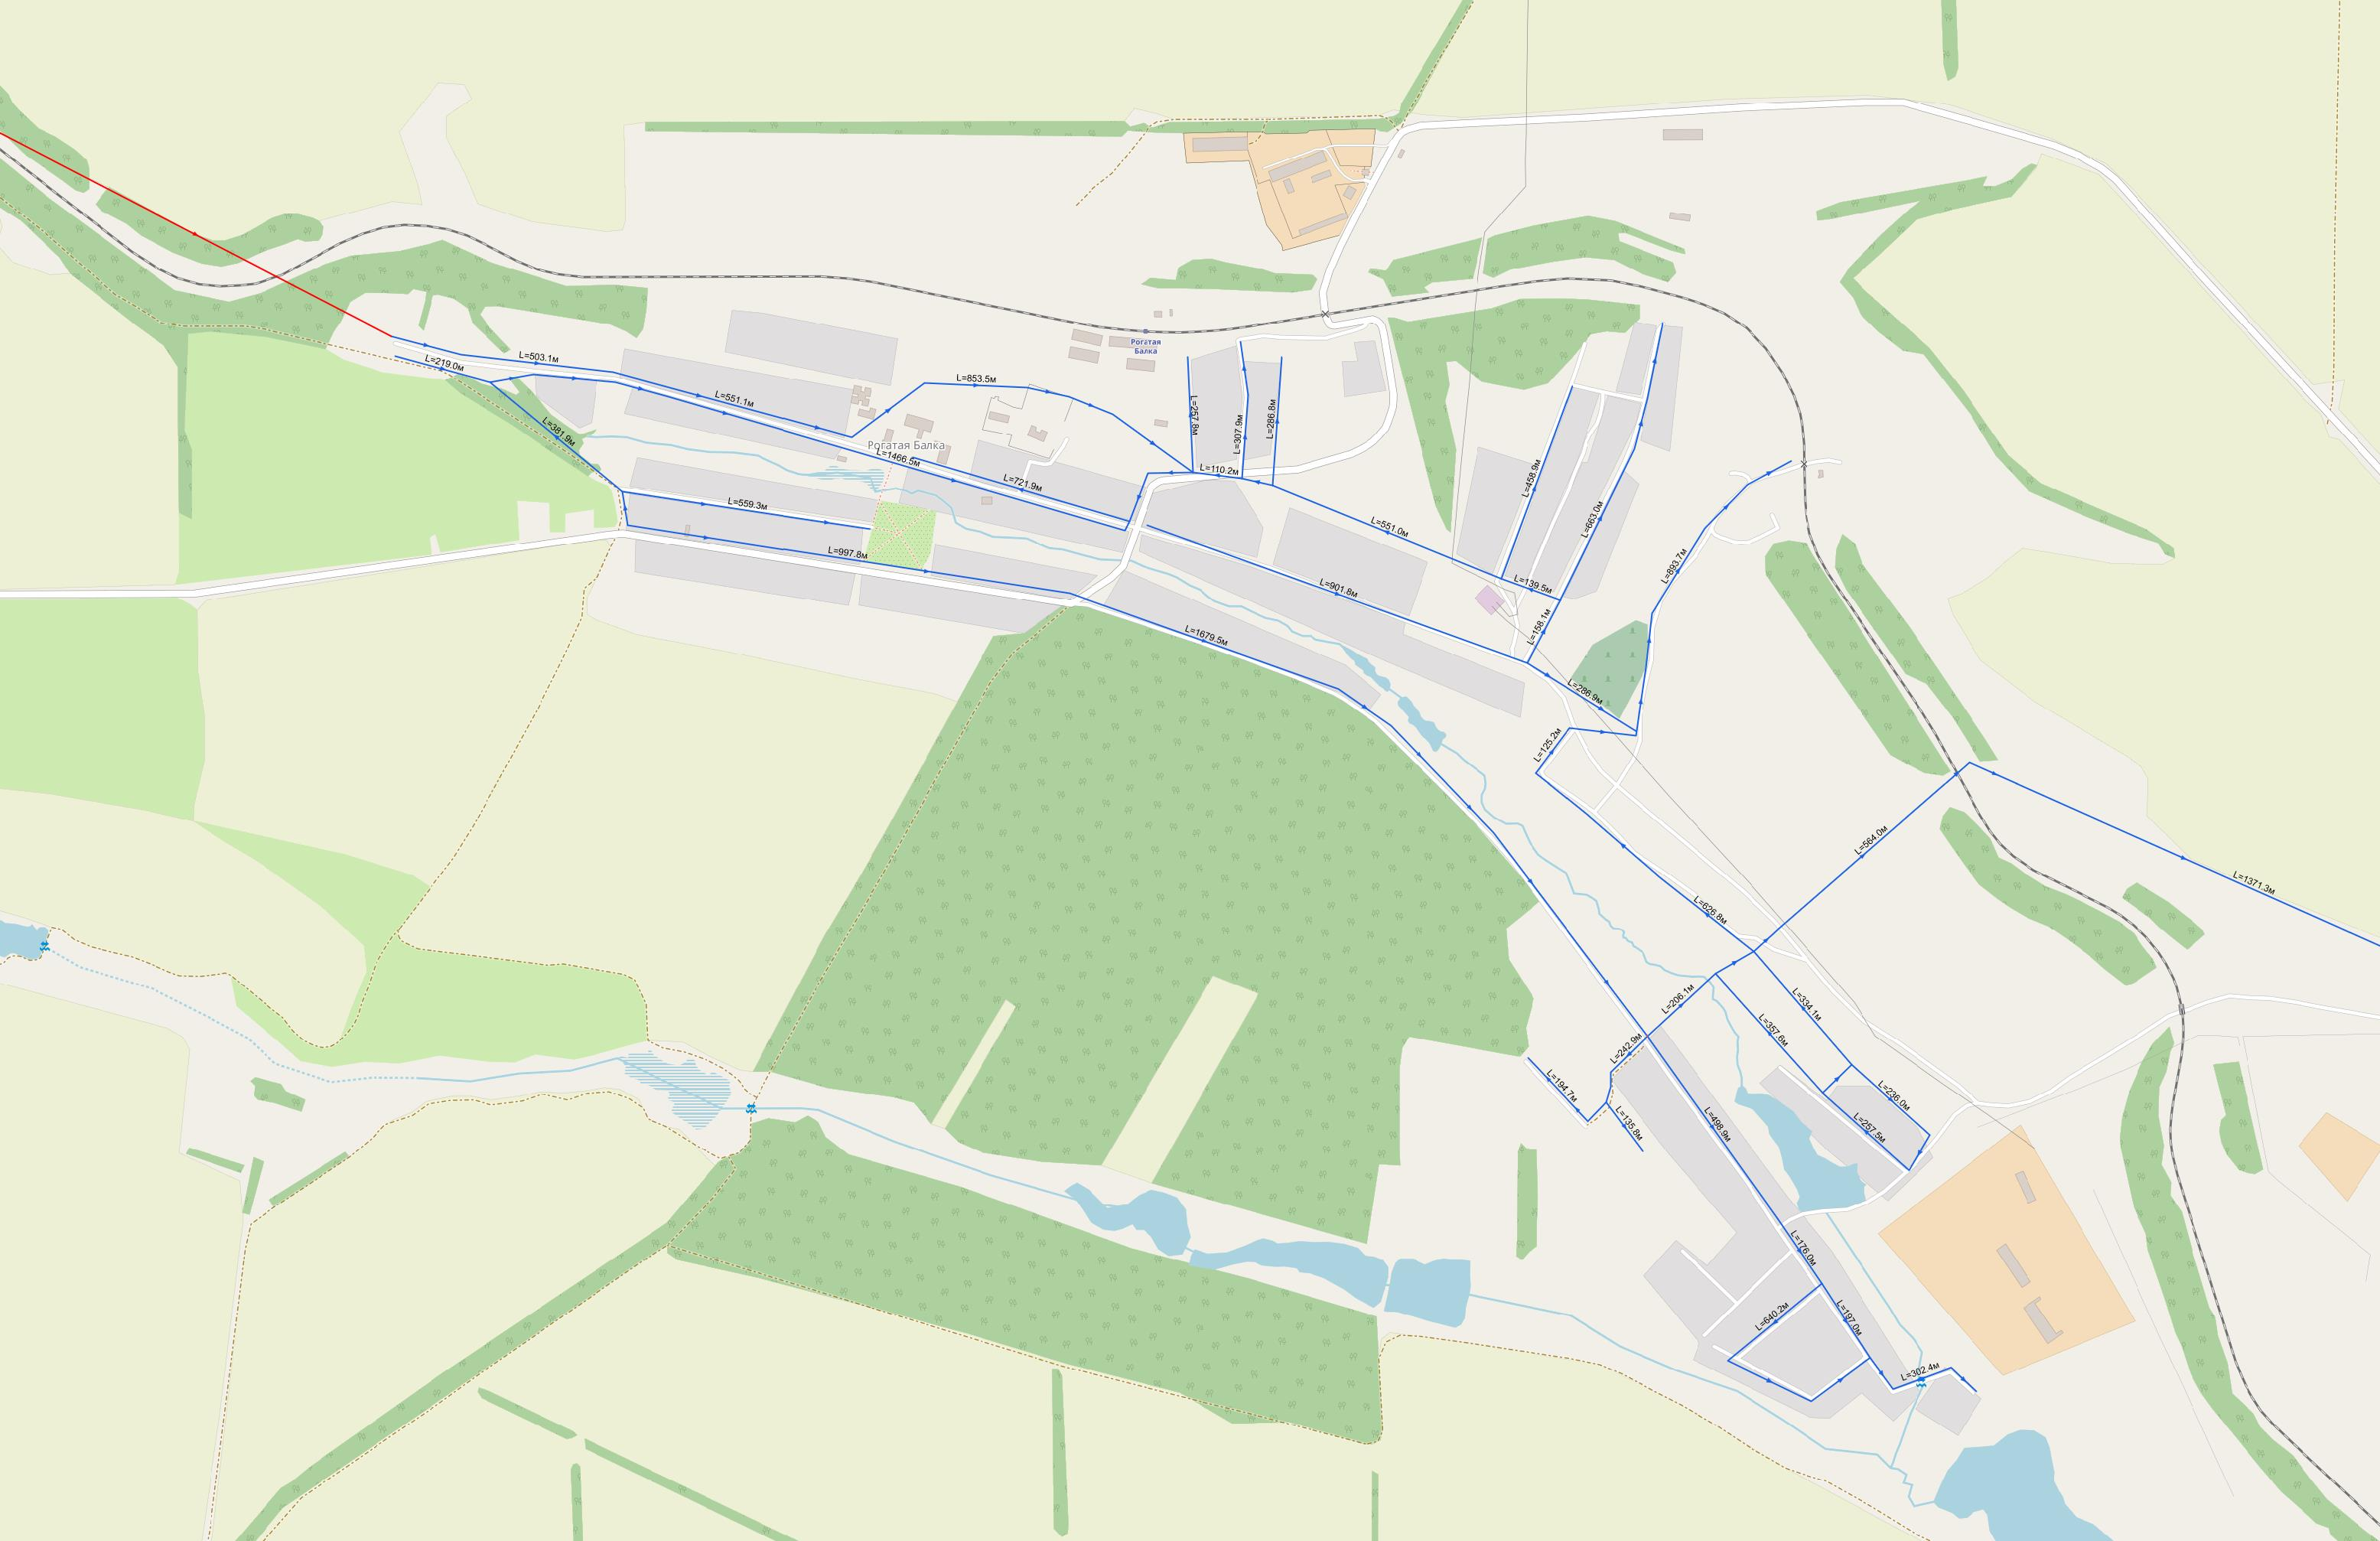 Рогатая
Балка
L=503.1м
L=219.0м
L=551.1м
L=853.5м
L=257.8м
L=307.9м
L=286.8м
L=381.9м
Рогатая Балка
L=1466.5м
L=721.9м
L=110.2м
L=458.9м
L=663.0м
L=559.3м
L=551.0м
L=997.8м
L=901.8м
L=139.5м
L=893.7м
L=158.1м
L=1679.5м
L=286.9м
L=125.2м
L=564.0м
L=1371.3м
L=626.8м
L=206.1м
L=334.1м
L=357.6м
L=242.9м
L=194.7м
L=135.8м
L=498.9м
L=236.0м
L=257.5м
L=176.0м
L=640.2м
L=197.0м
L=302.4м